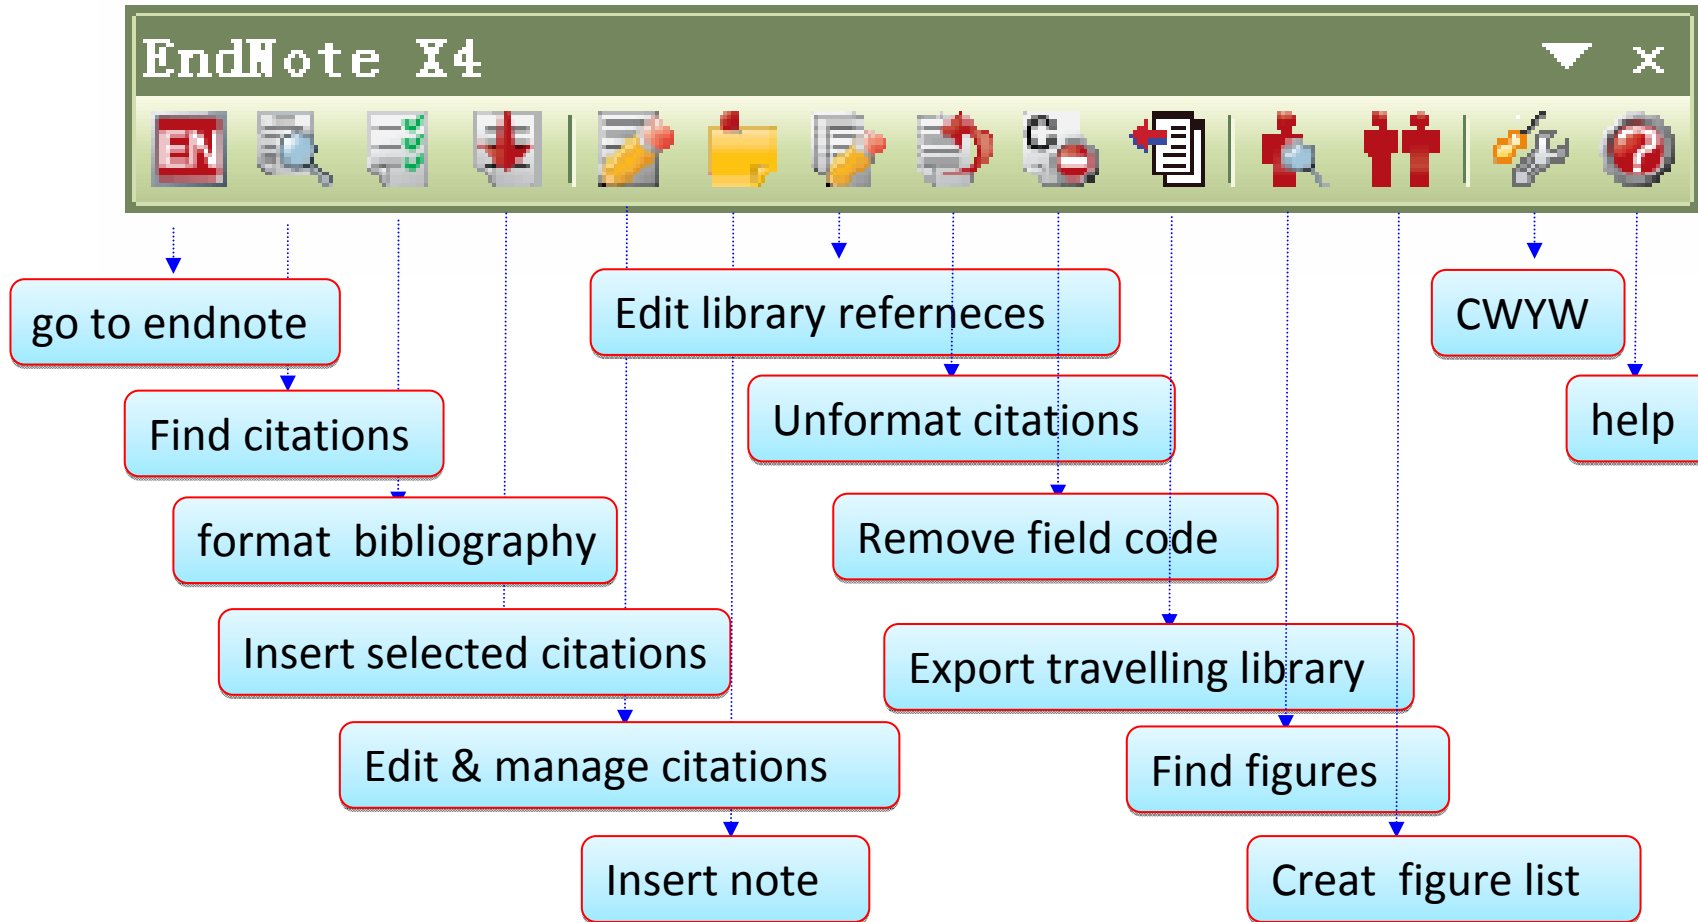 EndNote X4
EN
C
?
go to endnote
Edit library referneces
CWYW
Find citations
Unformat citations
help
format  bibliography
Remove field code
Insert selected citations
Export travelling library
Edit & manage citations
Find figures
Insert note
Creat  figure list